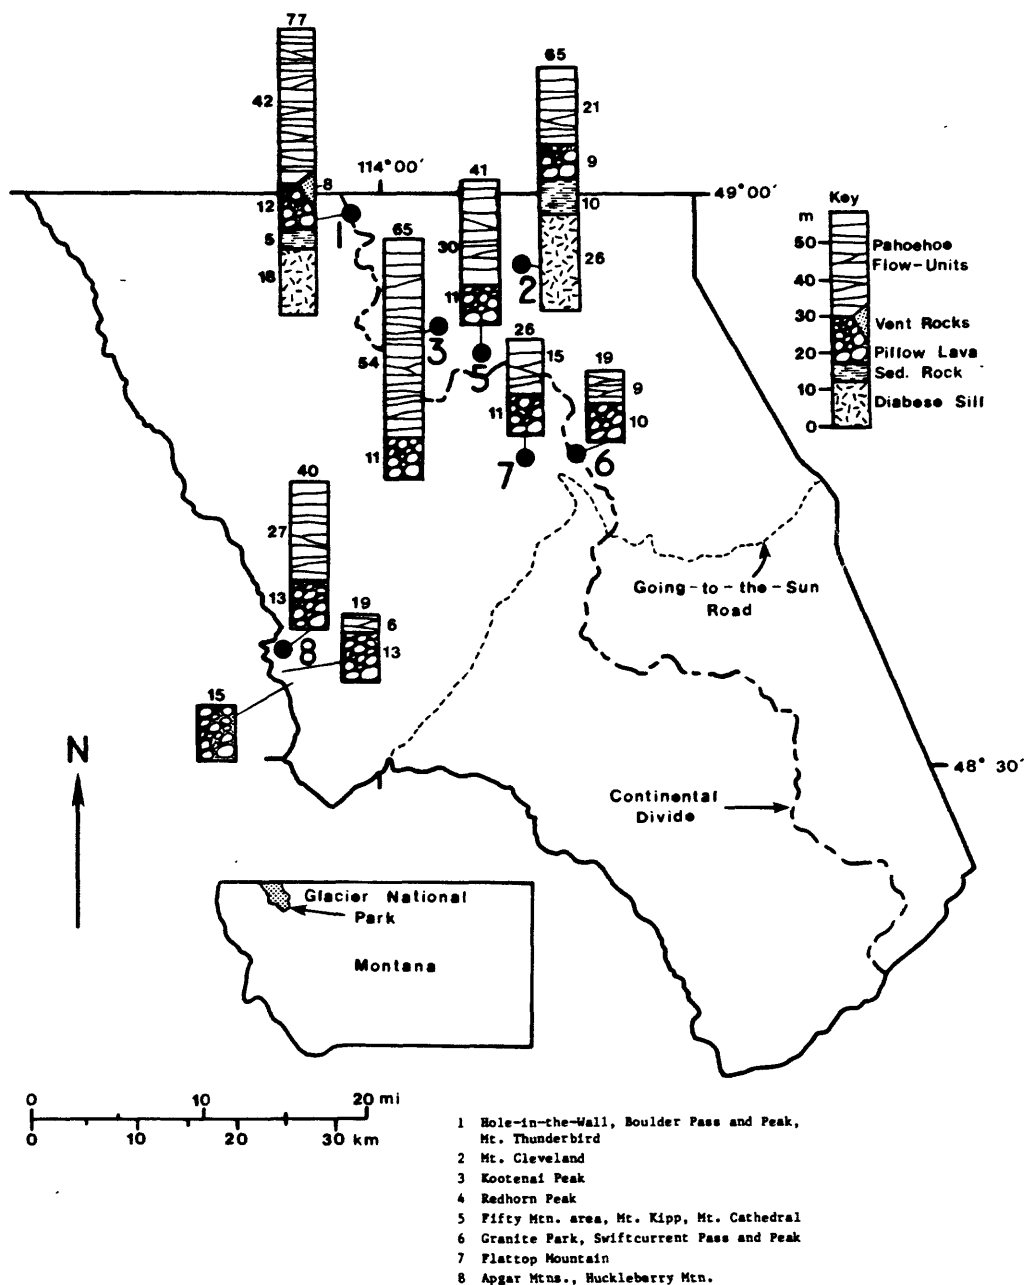 77
65
42
21
114°00′
8
41
9
49°00′
12
10
Key
m
5
1
65
50
Pahoehoe
Flow-Units
18
30
2
26
40
11
3
30
Vent Rocks
54
5
26
15
19
20
Pillow Lava
Sed. Rock
9
10
Diabese Sill
11
10
0
11
7
6
40
27
Going-to-the-Sun
Road
13
19
6
8
13
15
N
48° 30′
Continental
Divide
Glacier National
Park
Montana
0 10 20 mi
0 10 20 30 km
1 Hole-in-the-Wall, Boulder Pass and Peak,
Mt. Thunderbird
2 Mt. Cleveland
3 Kootenai Peak
4 Redhorn Peak
5 Fifty Mtn. area, Mt. Kipp, Mt. Cathedral
6 Granite Park, Swiftcurrent Pass and Peak
7 Flattop Mountain
8 Apgar Mtns., Huckleberry Mtn.